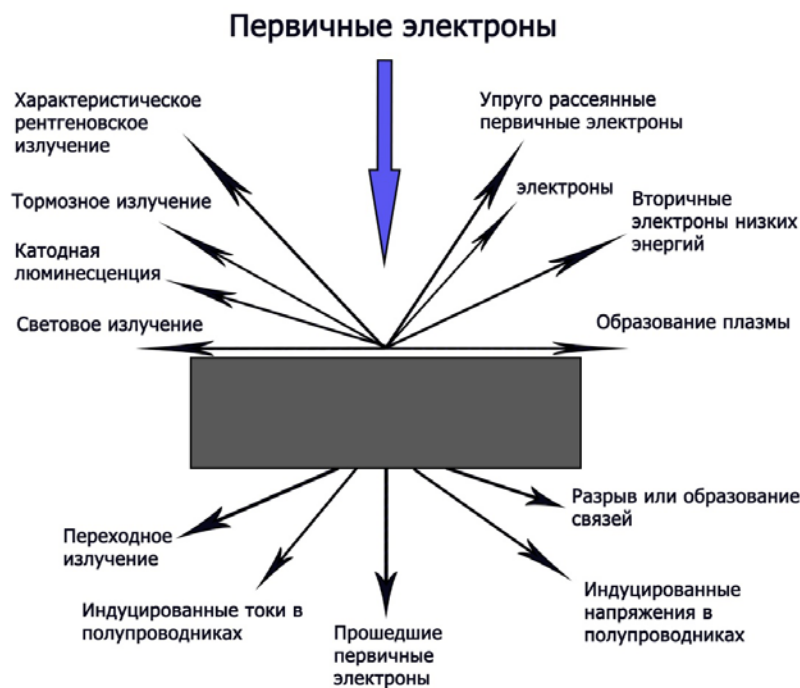 Первичные электроны
Характеристическое
рентгеновское
излучение
Тормозное излучение
Катодная
люминесценция
Световое излучение
Упруго рассеянные
первичные электроны
электроны
Вторичные
электроны низких
энергий
Образование плазмы
Переходное
излучение
Индуцированные токи в
полупроводниках
Прошедшие
первичные
электроны
Разрыв или образование
связей
Индуцированные
напряжения в
полупроводниках